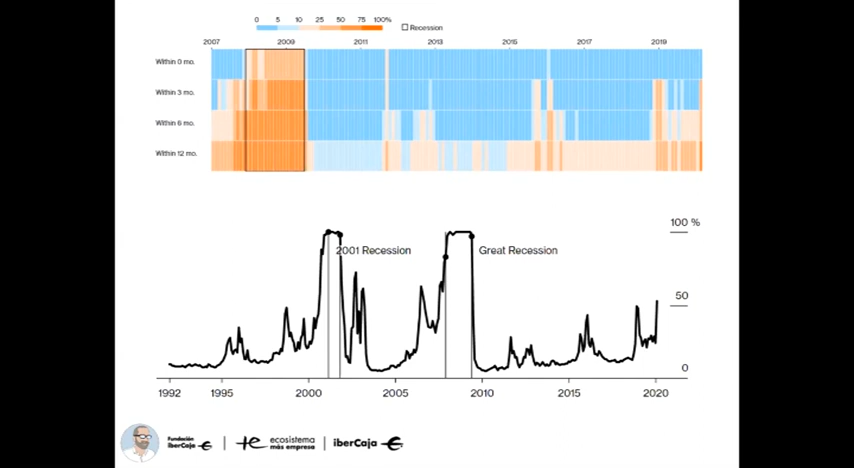 0 5 10 25 50 75 100% Recession
2007 2009 2011 2013 2015 2017 2019
Within 0 mo.
Within 3 mo.
Within 6 mo.
Within 12 mo.
100 %
2001 Recession Great Recession
50
0
1992 1995 2000 2005 2010 2015 2020
Fundación
iberCaja
ecosistema
más empresa
iberCaja